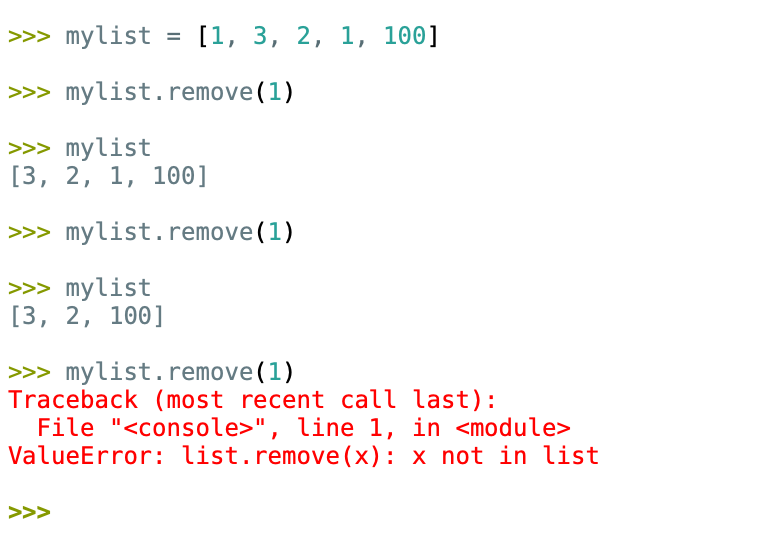 >>> mylist = [1, 3, 2, 1, 100]
>>> mylist.remove(1)
>>> mylist
[3, 2, 1, 100]
>>> mylist.remove(1)
>>> mylist
[3, 2, 100]
>>> mylist.remove(1)
Traceback (most recent call last):
  File "<console>", line 1, in <module>
ValueError: list.remove(x): x not in list
>>>